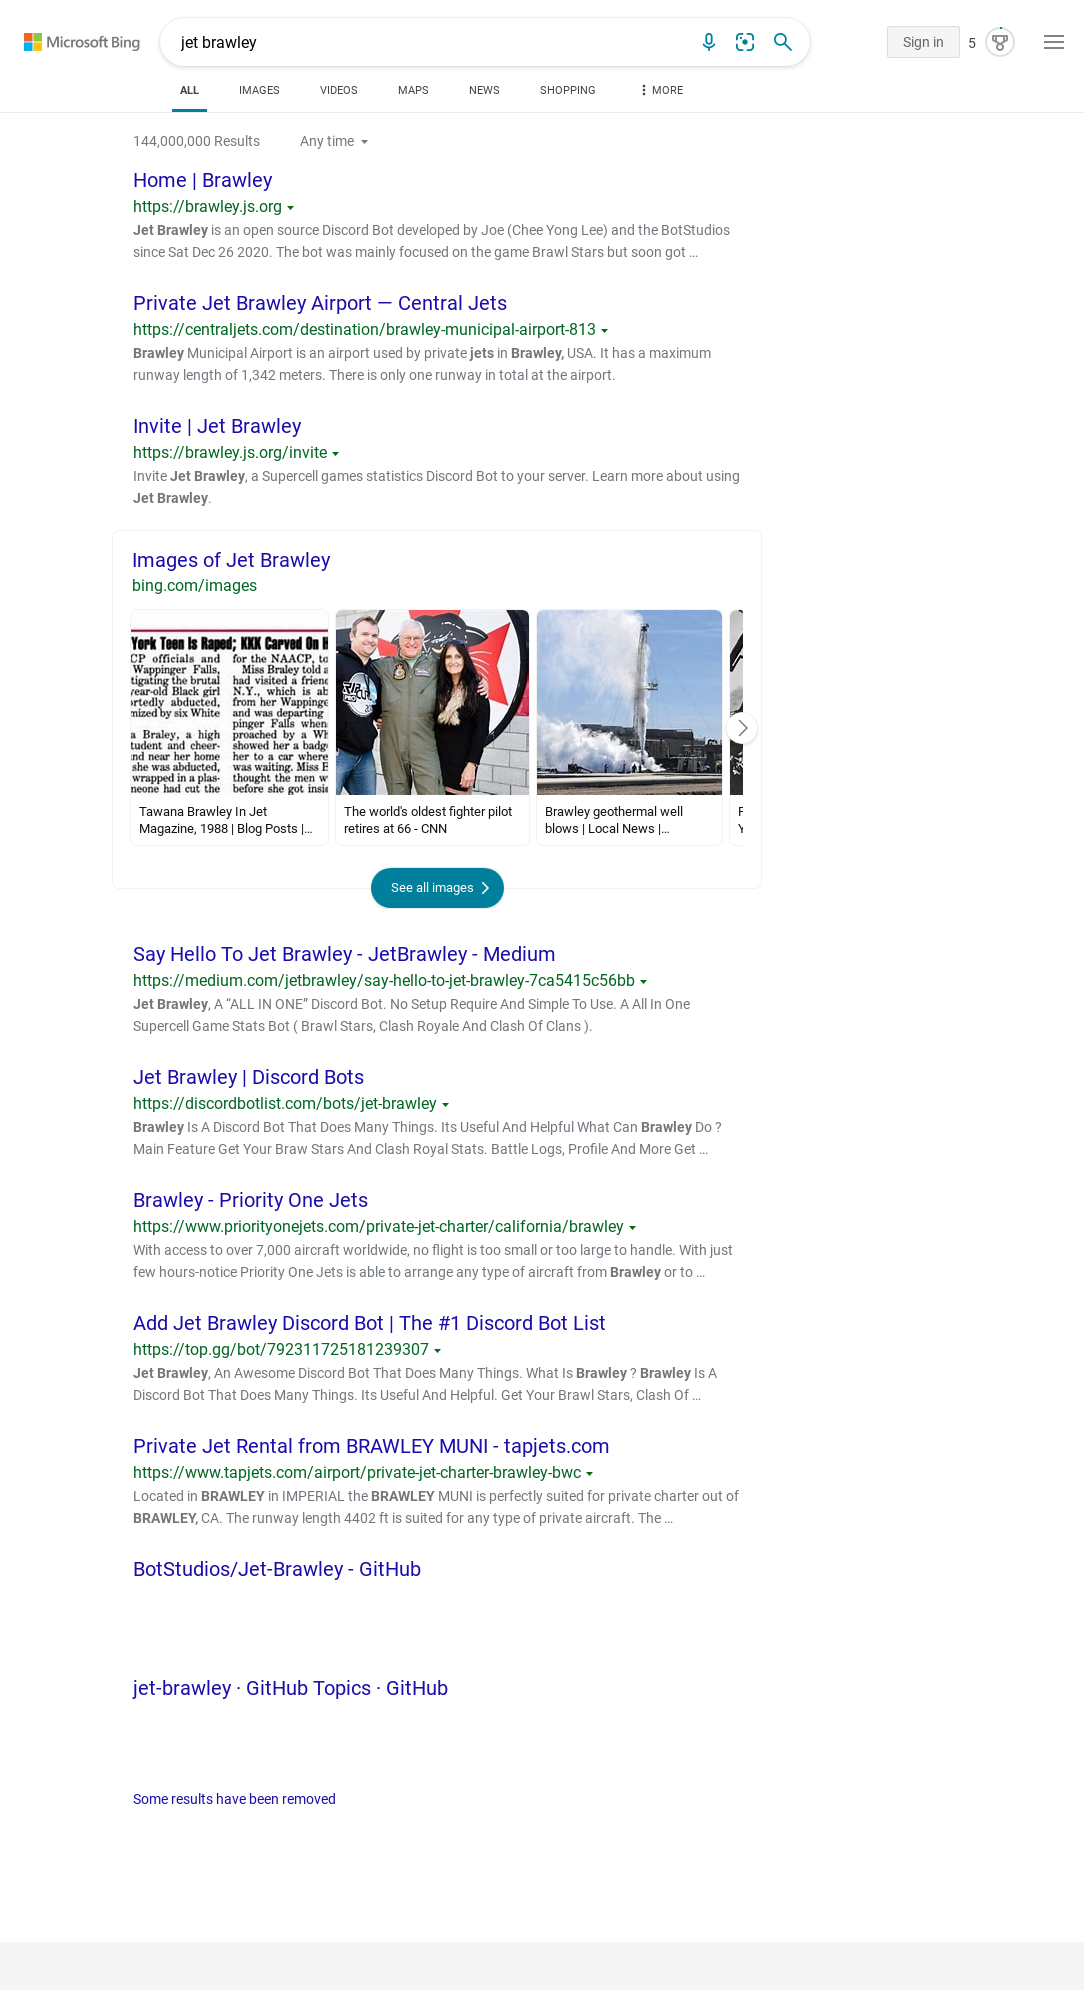 Microsoft Bing
jet brawley
Sign in
5
ALL
IMAGES
VIDEOS
MAPS
NEWS
SHOPPING
MORE
144,000,000 Results
Any time
Home | Brawley
https://brawley.js.org
Jet Brawley is an open source Discord Bot developed by Joe (Chee Yong Lee) and the BotStudios
since Sat Dec 26 2020. The bot was mainly focused on the game Brawl Stars but soon got …
Private Jet Brawley Airport — Central Jets
https://centraljets.com/destination/brawley-municipal-airport-813
Brawley Municipal Airport is an airport used by private jets in Brawley, USA. It has a maximum
runway length of 1,342 meters. There is only one runway in total at the airport.
Invite | Jet Brawley
https://brawley.js.org/invite
Invite Jet Brawley, a Supercell games statistics Discord Bot to your server. Learn more about using
Jet Brawley.
Images of Jet Brawley
bing.com/images
York Teen Is Raped; KKK Carved On H
CP officials and
Wappinger Falls,
tigating the brutal
year-old Black girl
ortedly abducted,
mized by six White
a Braley, a high
tudent and cheer-
nd near her home
she was abducted,
wrapped in a plas-
meone had cut the
for the NAACP, to
Miss Braley told a
had visited a friend
N.Y., which is ab
from her Wappinge
and was departing
pinger Falls when
proached by a Wh
showed her a badge
her to a car where
was waiting. Miss B
thought the men w
before she got insid
Tawana Brawley In Jet
Magazine, 1988 | Blog Posts |…
The world's oldest fighter pilot
retires at 66 - CNN
Brawley geothermal well
blows | Local News |…
F
Y
See all images
Say Hello To Jet Brawley - JetBrawley - Medium
https://medium.com/jetbrawley/say-hello-to-jet-brawley-7ca5415c56bb
Jet Brawley, A “ALL IN ONE” Discord Bot. No Setup Require And Simple To Use. A All In One
Supercell Game Stats Bot ( Brawl Stars, Clash Royale And Clash Of Clans ).
Jet Brawley | Discord Bots
https://discordbotlist.com/bots/jet-brawley
Brawley Is A Discord Bot That Does Many Things. Its Useful And Helpful What Can Brawley Do ?
Main Feature Get Your Braw Stars And Clash Royal Stats. Battle Logs, Profile And More Get …
Brawley - Priority One Jets
https://www.priorityonejets.com/private-jet-charter/california/brawley
With access to over 7,000 aircraft worldwide, no flight is too small or too large to handle. With just
few hours-notice Priority One Jets is able to arrange any type of aircraft from Brawley or to …
Add Jet Brawley Discord Bot | The #1 Discord Bot List
https://top.gg/bot/792311725181239307
Jet Brawley, An Awesome Discord Bot That Does Many Things. What Is Brawley ? Brawley Is A
Discord Bot That Does Many Things. Its Useful And Helpful. Get Your Brawl Stars, Clash Of …
Private Jet Rental from BRAWLEY MUNI - tapjets.com
https://www.tapjets.com/airport/private-jet-charter-brawley-bwc
Located in BRAWLEY in IMPERIAL the BRAWLEY MUNI is perfectly suited for private charter out of
BRAWLEY, CA. The runway length 4402 ft is suited for any type of private aircraft. The …
BotStudios/Jet-Brawley - GitHub
jet-brawley · GitHub Topics · GitHub
Some results have been removed